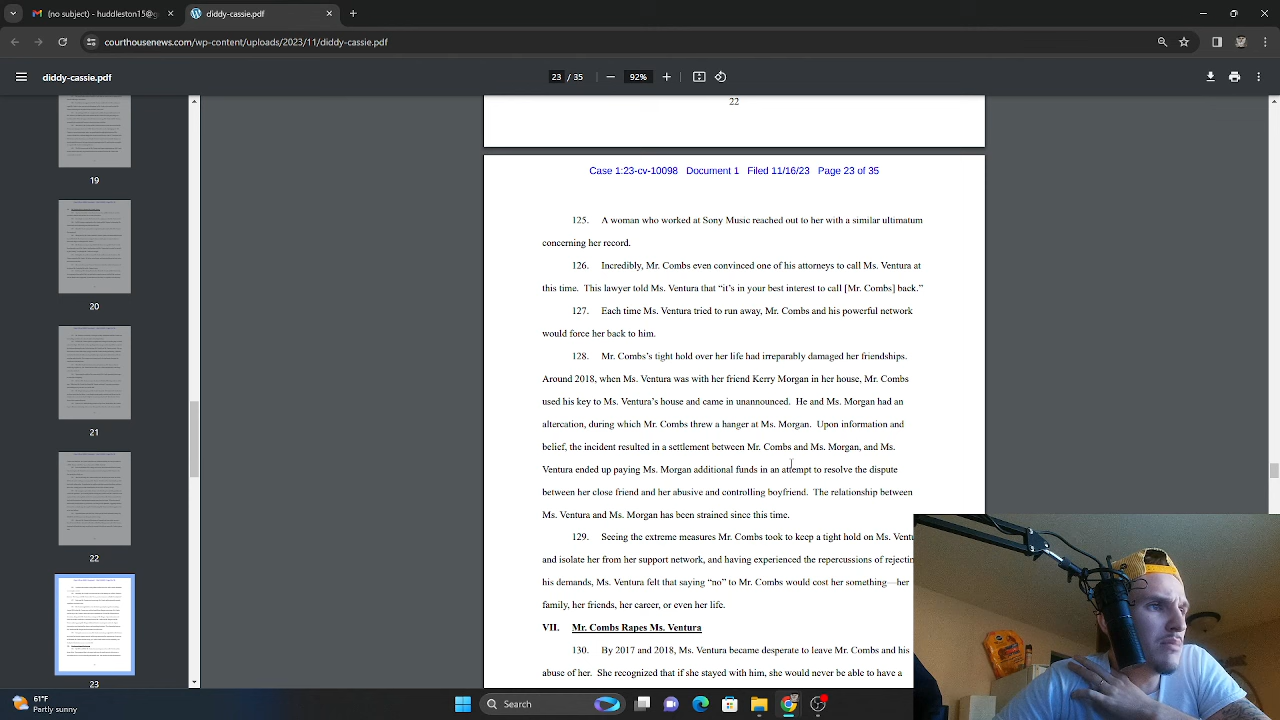 (no subject) - huddleston15@g
diddy-cassie.pdf
courthousenews.com/wp-content/uploads/2023/11/diddy-cassie.pdf
diddy-cassie.pdf
23 / 35
92%
19
20
21
22
23
22
Case 1:23-cv-10098 Document 1 Filed 11/16/23 Page 23 of 35
125. A woman who worked at Sony Music reached out to her with a similar ultimatum
concerning her record.
126. Incredibly, Mr. Combs even convinced one of his attorneys to call Ms. Ventura at
this time. This lawyer told Ms. Ventura that “it’s in your best interest to call [Mr. Combs] back.”
127. Each time Ms. Ventura tried to run away, Mr. Combs and his powerful network
would force her back to him.
128. Mr. Combs’s tight hold over her life had irreparably damaged her friendships.
Around 2018, when Ms. Ventura was with her friend Kerry Morgan in her house, Mr. Combs
used his key to Ms. Ventura’s house and came in unannounced. He and Ms. Morgan had an
altercation, during which Mr. Combs threw a hanger at Ms. Morgan. Upon information and
belief, the incident resulted in a settlement between Mr. Combs and Ms. Morgan, and Ms.
Ventura ended up paying Ms. Morgan additional funds in an attempt to resolve the dispute
between her close friend and her abusive and controlling boyfriend. The relationship between
Ms. Ventura and Ms. Morgan has been strained since this time.
129. Seeing the extreme measures Mr. Combs took to keep a tight hold on Ms. Ventu
and isolate her from her support network, and having experienced the repercussions of rejectin
his demands, Ms. Ventura felt that saying “no” to Mr. Combs would cost her something—her
family, her friends, her career, or even her life.
VII. Mr. Combs Rapes Ms. Ventura
130. By 2017 and 2018, Ms. Ventura became determined to leave Mr. Combs and his
abuse of her. She recognized that if she stayed with him, she would never be able to have a
51°F
Partly sunny
Search